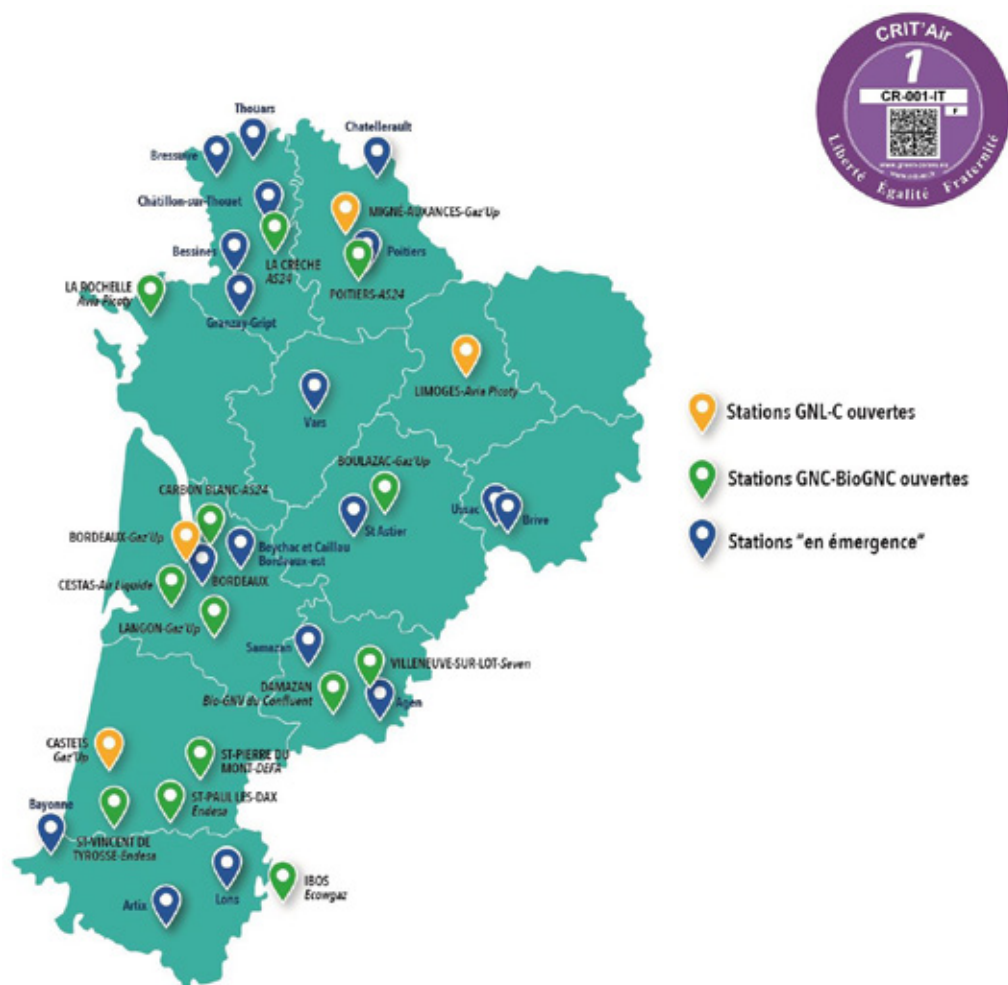 CRIT'Air
1
CR-001-IT
F
Liberté Égalité Fraternité
Thouars
Chatellerault
Bressuire
Châtillon-sur-Thouet
MIGNÉ-AUXANCES-Gaz'Up
Bessines
Poitiers
LA CRÈCHE
AS24
POITIERS-AS24
LA ROCHELLE
Avia Picoty
Granzay-Gript
LIMOGES-Avia Picoty
Vars
Stations GNL-C ouvertes
BOULAZAC-Gaz'Up
Stations GNC-BioGNC ouvertes
CARBON BLANC-AS24
Ussac
Brive
St Astier
BORDEAUX-Gaz'Up
Beychac et Caillau
Bordeaux-est
Stations "en émergence"
BORDEAUX
CESTAS-Air Liquide
LANGON-Gaz'Up
Samazan
VILLENEUVE-SUR-LOT-Seven
DAMAZAN
Bio-GNV du Confluent
Agen
CASTETS
Gaz'Up
ST-PIERRE DU
MONT-DEFA
ST-PAUL LES-DAX
Endesa
Bayonne
ST-VINCENT DE
TYROSSE-Endesa
IBOS
Ecowgaz
Lons
Artix